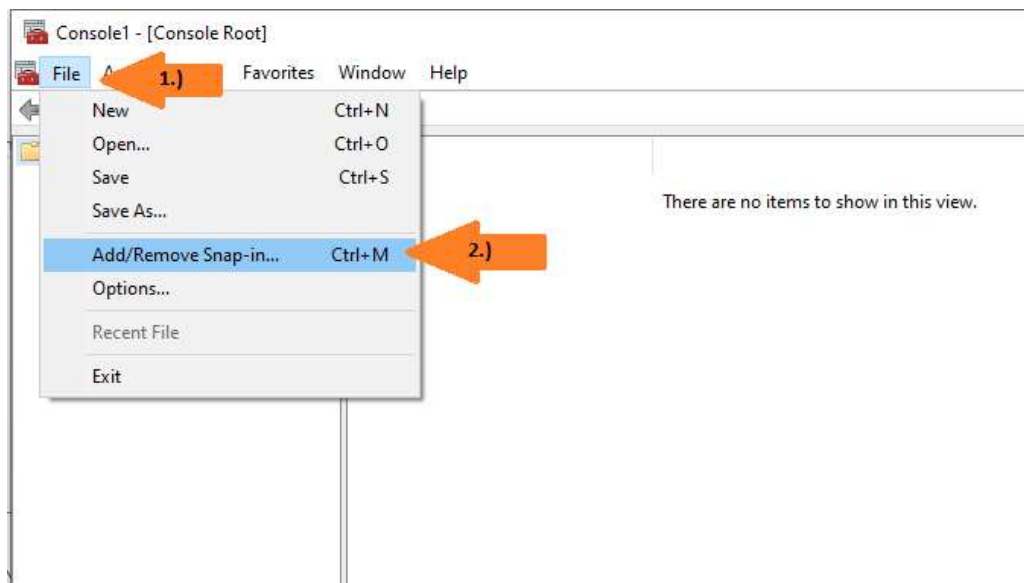 Console1 - [Console Root]
File A 1.) Favorites Window Help
New Ctrl+N
Open... Ctrl+O
Save Ctrl+S
Save As...
There are no items to show in this view.
Add/Remove Snap-in... Ctrl+M 2.)
Options...
Recent File
Exit